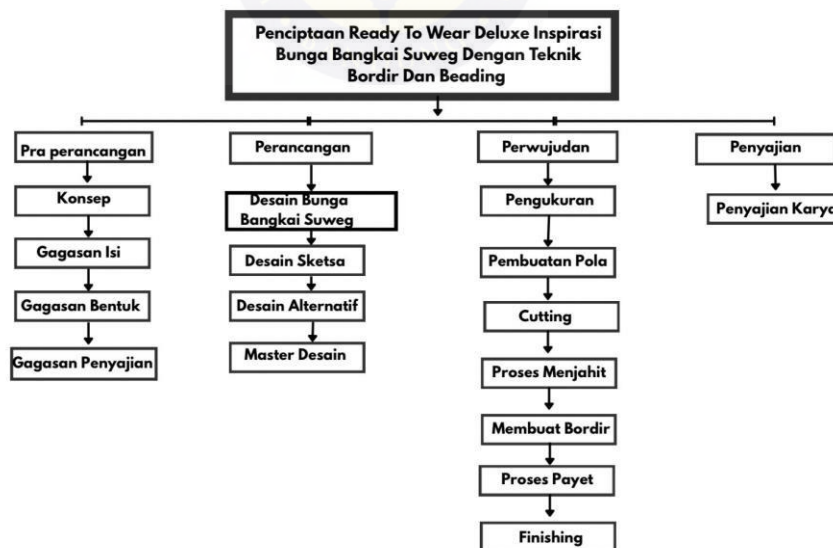 Penciptaan Ready To Wear Deluxe Inspirasi
Bunga Bangkai Suweg Dengan Teknik
Bordir Dan Beading
Pra perancangan
Konsep
Gagasan Isi
Gagasan Bentuk
Gagasan Penyajian
Perancangan
Desain Bunga
Bangkai Suweg
Desain Sketsa
Desain Alternatif
Master Desain
Perwujudan
Pengukuran
Pembuatan Pola
Cutting
Proses Menjahit
Membuat Bordir
Proses Payet
Finishing
Penyajian
Penyajian Karya